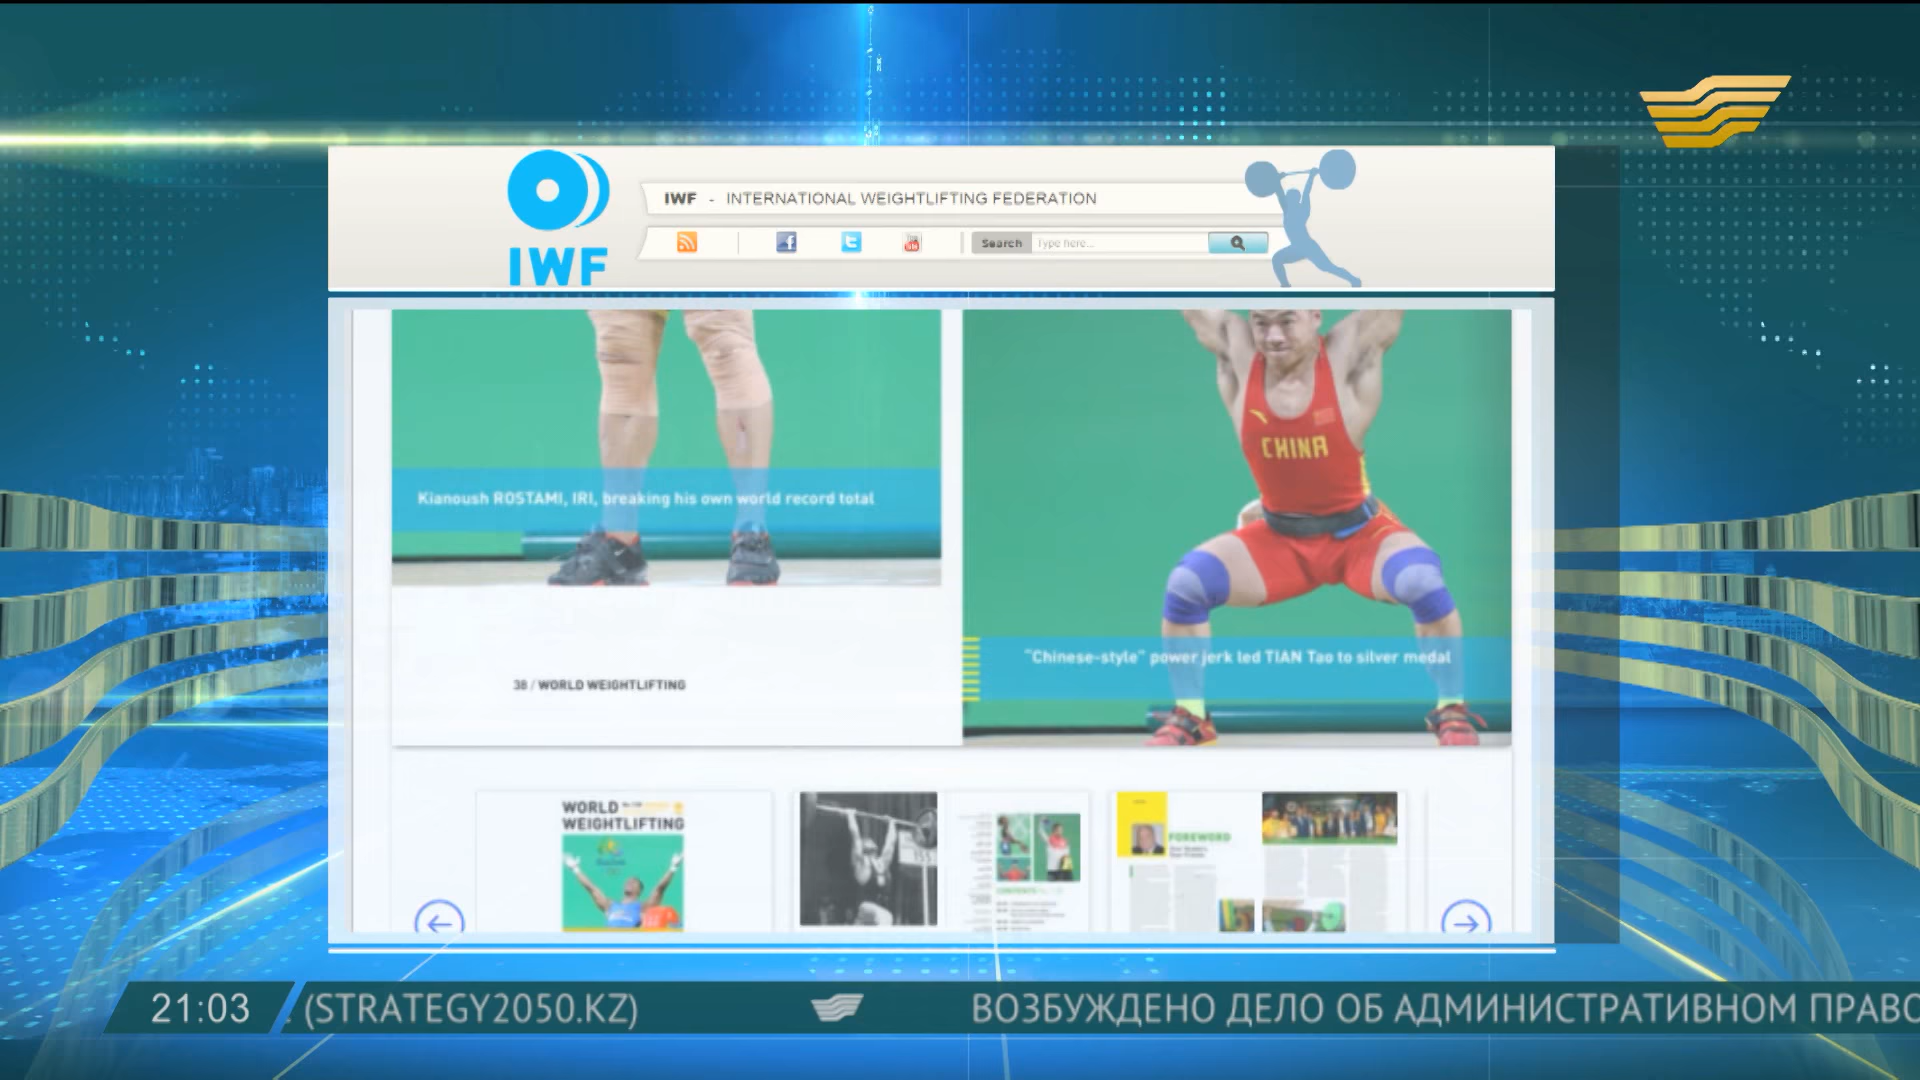 IWF - INTERNATIONAL WEIGHTLIFTING FEDERATION
IWF
Search Type here...
CHINA
Kianoush ROSTAMI, IRI, breaking his own world record total
"Chinese-style" power jerk led TIAN Tao to silver medal
38 / WORLD WEIGHTLIFTING
WORLD
WEIGHTLIFTING
155
CONTENTS
FOREWORD
21:03 (STRATEGY2050.KZ) ВОЗБУЖДЕНО ДЕЛО ОБ АДМИНИСТРАТИВНОМ ПРАВО